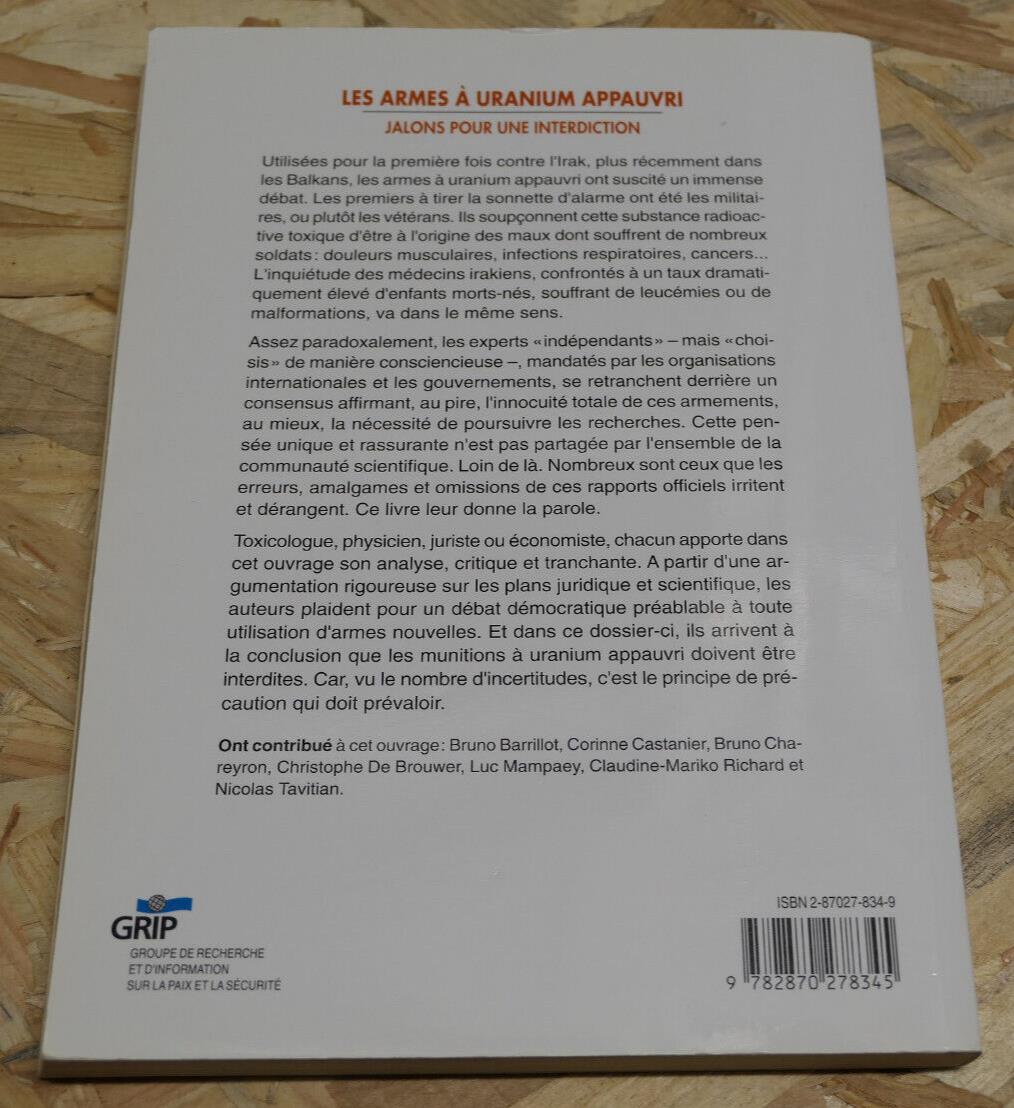 LES ARMES À URANIUM APPAUVRI
JALONS POUR UNE INTERDICTION
Utilisées pour la première fois contre l'Irak, plus récemment dans
les Balkans, les armes à uranium appauvri ont suscité un immense
débat. Les premiers à tirer la sonnette d'alarme ont été les militai-
res, ou plutôt les vétérans. Ils soupçonnent cette substance radioac-
tive toxique d'être à l'origine des maux dont souffrent de nombreux
soldats : douleurs musculaires, infections respiratoires, cancers...
L'inquiétude des médecins irakiens, confrontés à un taux dramati-
quement élevé d'enfants morts-nés, souffrant de leucémies ou de
malformations, va dans le même sens.
Assez paradoxalement, les experts «indépendants» – mais «choi-
sis» de manière consciencieuse –, mandatés par les organisations
internationales et les gouvernements, se retranchent derrière un
consensus affirmant, au pire, l'innocuité totale de ces armements,
au mieux, la nécessité de poursuivre les recherches. Cette pen-
sée unique et rassurante n'est pas partagée par l'ensemble de la
communauté scientifique. Loin de là. Nombreux sont ceux que les
erreurs, amalgames et omissions de ces rapports officiels irritent
et dérangent. Ce livre leur donne la parole.
Toxicologue, physicien, juriste ou économiste, chacun apporte dans
cet ouvrage son analyse, critique et tranchante. A partir d'une ar-
gumentation rigoureuse sur les plans juridique et scientifique, les
auteurs plaident pour un débat démocratique préalable à toute
utilisation d'armes nouvelles. Et dans ce dossier-ci, ils arrivent à
la conclusion que les munitions à uranium appauvri doivent être
interdites. Car, vu le nombre d'incertitudes, c'est le principe de pré-
caution qui doit prévaloir.
Ont contribué à cet ouvrage : Bruno Barrillot, Corinne Castanier, Bruno Cha-
reyron, Christophe De Brouwer, Luc Mampaey, Claudine-Mariko Richard et
Nicolas Tavitian.
GRIP
GROUPE DE RECHERCHE
ET D'INFORMATION
SUR LA PAIX ET LA SÉCURITÉ
ISBN 2-87027-834-9
9 782870 278345